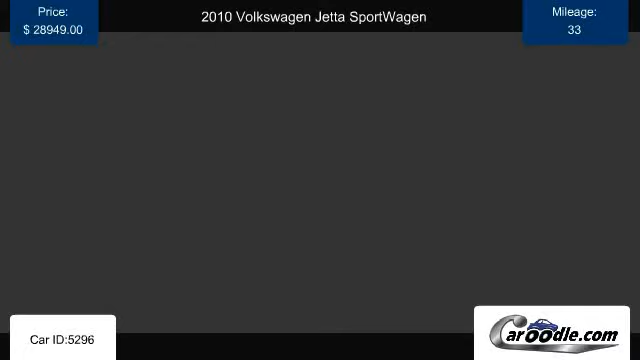 Price:
$ 28949.00
2010 Volkswagen Jetta SportWagen
Mileage:
33
Car ID:5296
Caroodle.com